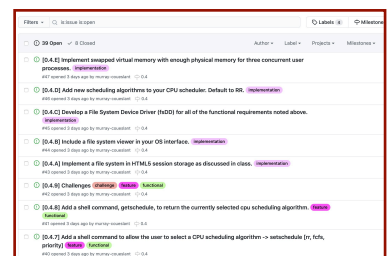 Filters is:issue is:open Labels 9 Milestone
39 Open 0 Closed Author Label Projects Milestones
[0.4.E] Implement swapped virtual memory with enough physical memory for three concurrent user
processes. implementation
#47 opened 3 days ago by murray-coueslant 0.4
[0.4.D] Add new scheduling algorithms to your CPU scheduler. Default to RR. implementation
#46 opened 3 days ago by murray-coueslant 0.4
[0.4.C] Develop a File System Device Driver (fsDD) for all of the functional requirements noted above.
implementation
#45 opened 3 days ago by murray-coueslant 0.4
[0.4.B] Include a file system viewer in your OS interface. implementation
#44 opened 3 days ago by murray-coueslant 0.4
[0.4.A] Implement a file system in HTML5 session storage as discussed in class. implementation
#43 opened 3 days ago by murray-coueslant 0.4
[0.4.9] Challenges challenge feature functional
#42 opened 3 days ago by murray-coueslant 0.4
[0.4.8] Add a shell command, getschedule, to return the currently selected cpu scheduling algorithm. feature
functional
#41 opened 3 days ago by murray-coueslant 0.4
[0.4.7] Add a shell command to allow the user to select a CPU scheduling algorithm -> setschedule [rr, fcfs,
priority] feature functional
#40 opened 3 days ago by murray-coueslant 0.4